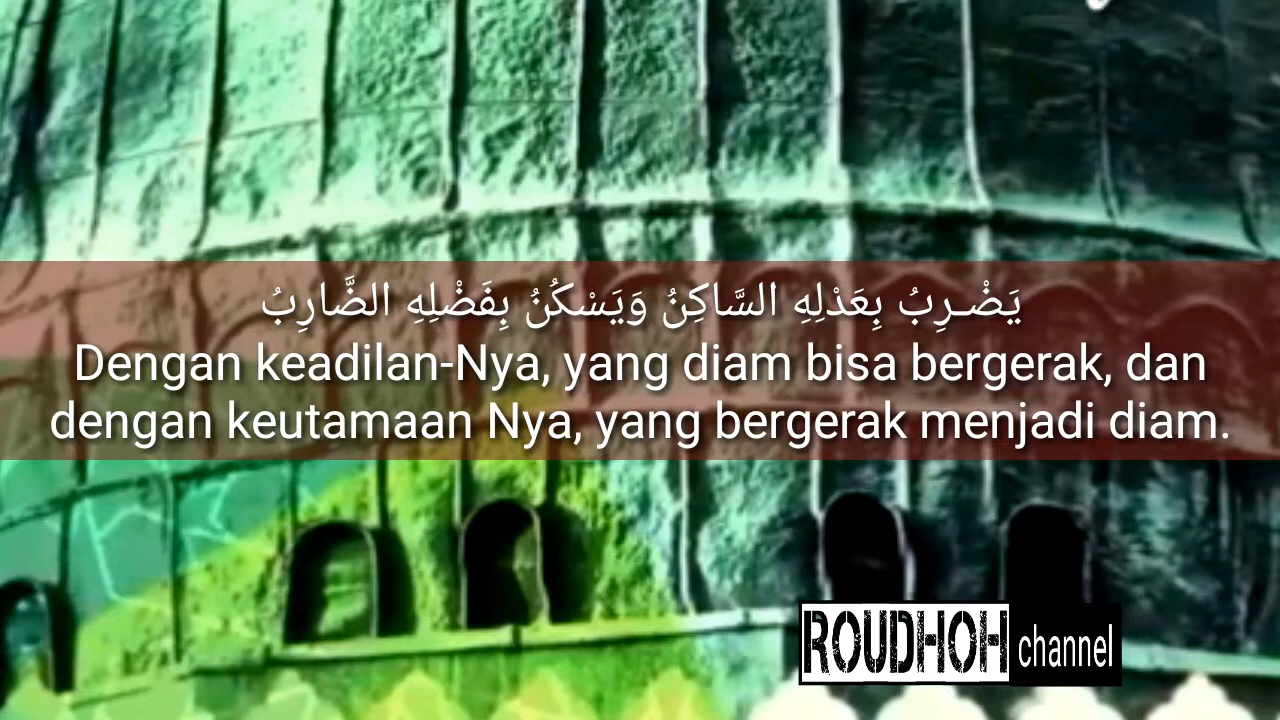 يَضْـرِبُ بِعَدْلِهِ السَّاكِنُ وَيَسْكُنُ بِفَضْلِهِ الضَّارِبُ
Dengan keadilan-Nya, yang diam bisa bergerak, dan
dengan keutamaan Nya, yang bergerak menjadi diam.
ROUDHOH channel